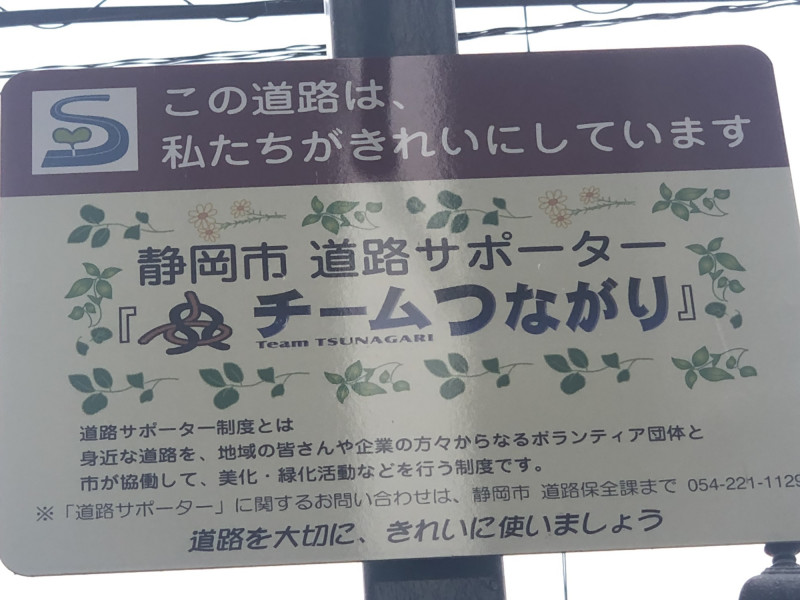 この道路は、
私たちがきれいにしています
静岡市 道路サポーター
『チームつながり』
Team TSUNAGARI
道路サポーター制度とは
身近な道路を、地域の皆さんや企業の方々からなるボランティア団体と
市が協働して、美化・緑化活動などを行う制度です。
※「道路サポーター」に関するお問い合わせは、静岡市 道路保全課まで 054-221-1129
道路を大切に、きれいに使いましょう